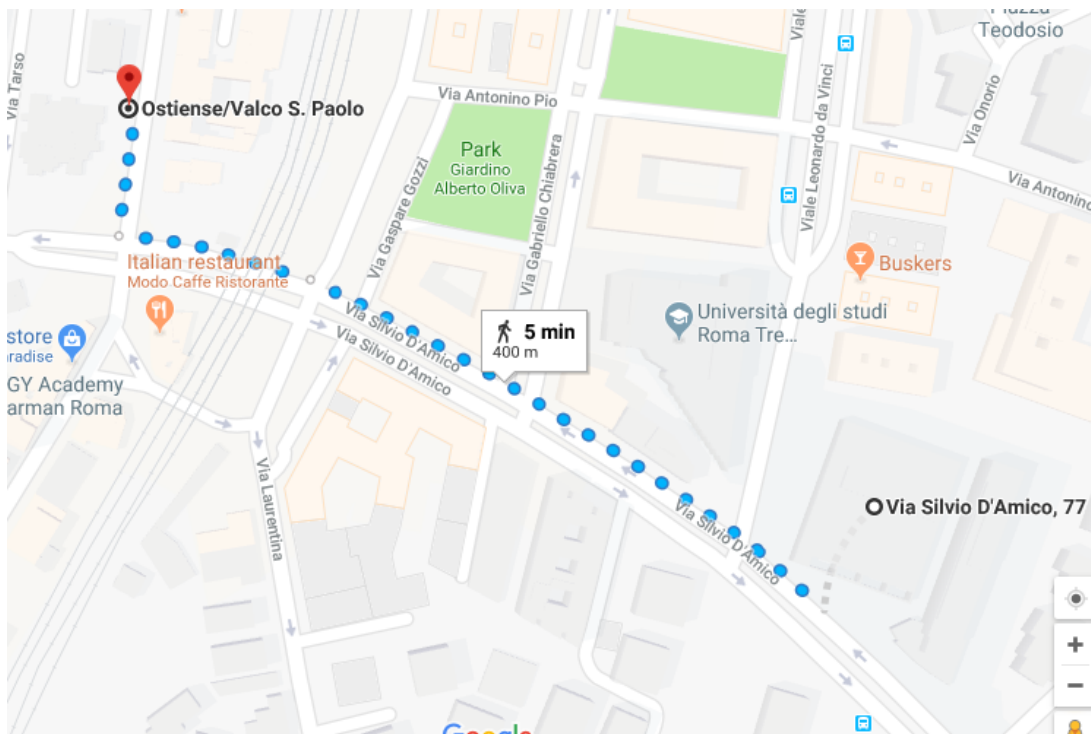 Piazza
Teodosio
Via Tarso
Ostiense/Valco S. Paolo
Via Antonino Pio
Viale Leonardo da Vinci
Via Onorio
Park
Giardino
Alberto Oliva
Via Gaspare Gozzi
Via Gabriello Chiabrera
Via Antonino
Viale
Italian restaurant
Modo Caffe Ristorante
Buskers
Università degli studi
Roma Tre...
5 min
400 m
store
radise
Via Silvio D'Amico
Via Silvio D'Amico
GY Academy
arman Roma
Via Laurentina
Via Silvio D'Amico
Via Silvio D'Amico, 77
Google